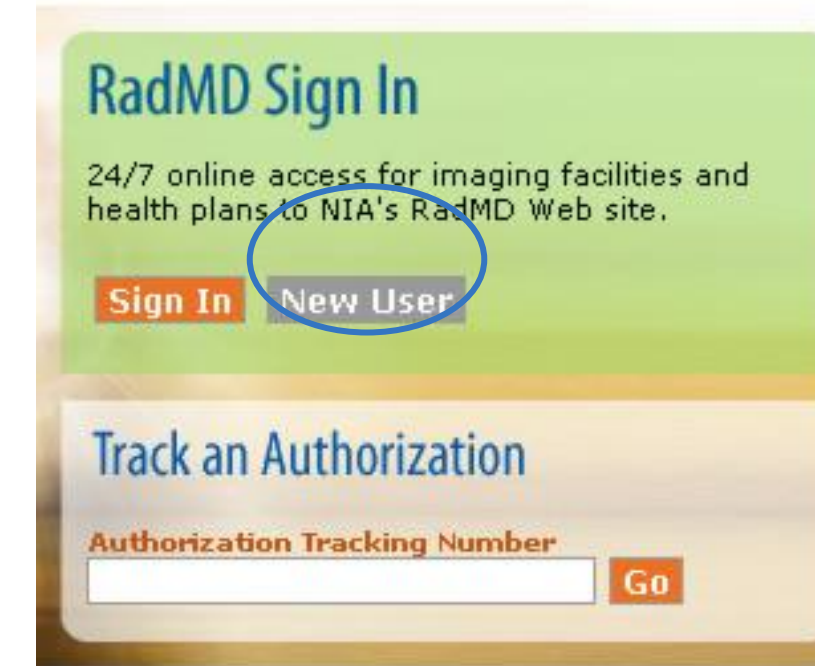 RadMD Sign In
24/7 online access for imaging facilities and
health plans to NIA's RadMD Web site.
Sign In New User
Track an Authorization
Authorization Tracking Number
Go